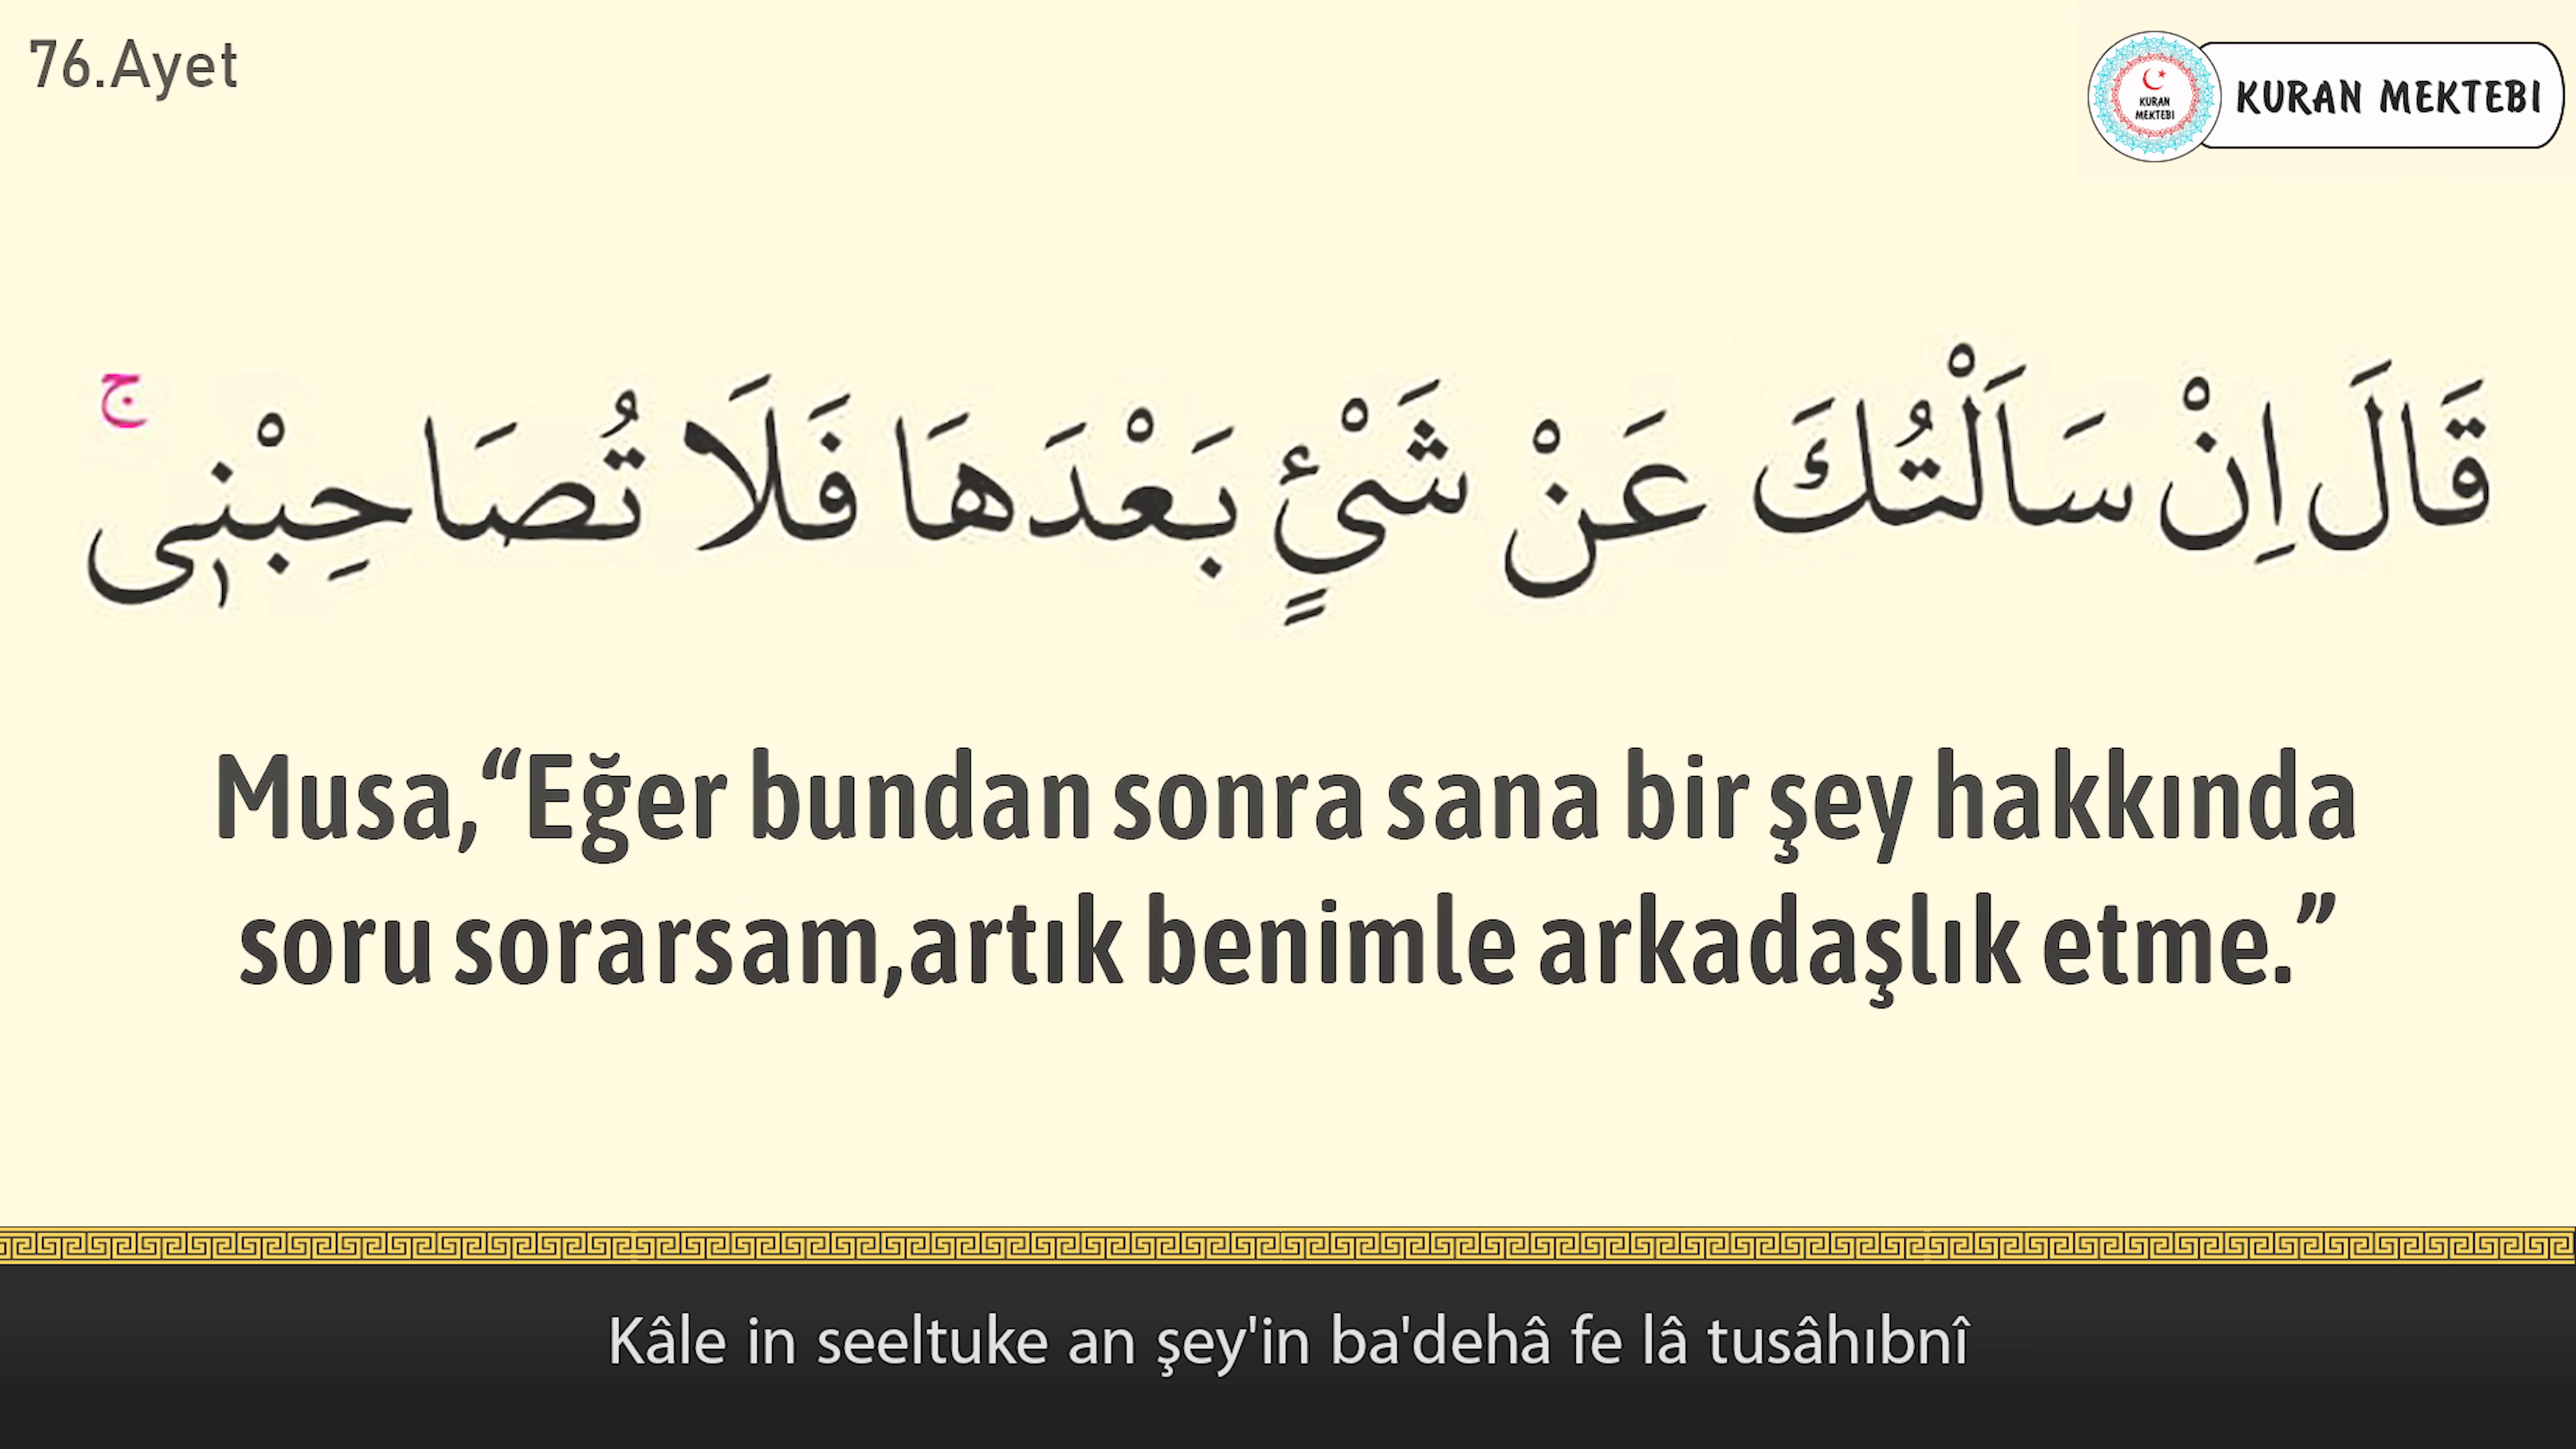 76.Ayet
KURAN
MEKTEBI
KURAN MEKTEBI
قَالَ اِنْ سَاَلْتُكَ عَنْ شَيْءٍ بَعْدَهَا فَلَا تُصَاحِبْنٖيۚ
Musa,“Eğer bundan sonra sana bir şey hakkında
soru sorarsam,artık benimle arkadaşlık etme.”
Kâle in seeltuke an şey'in ba'dehâ fe lâ tusâhıbnî